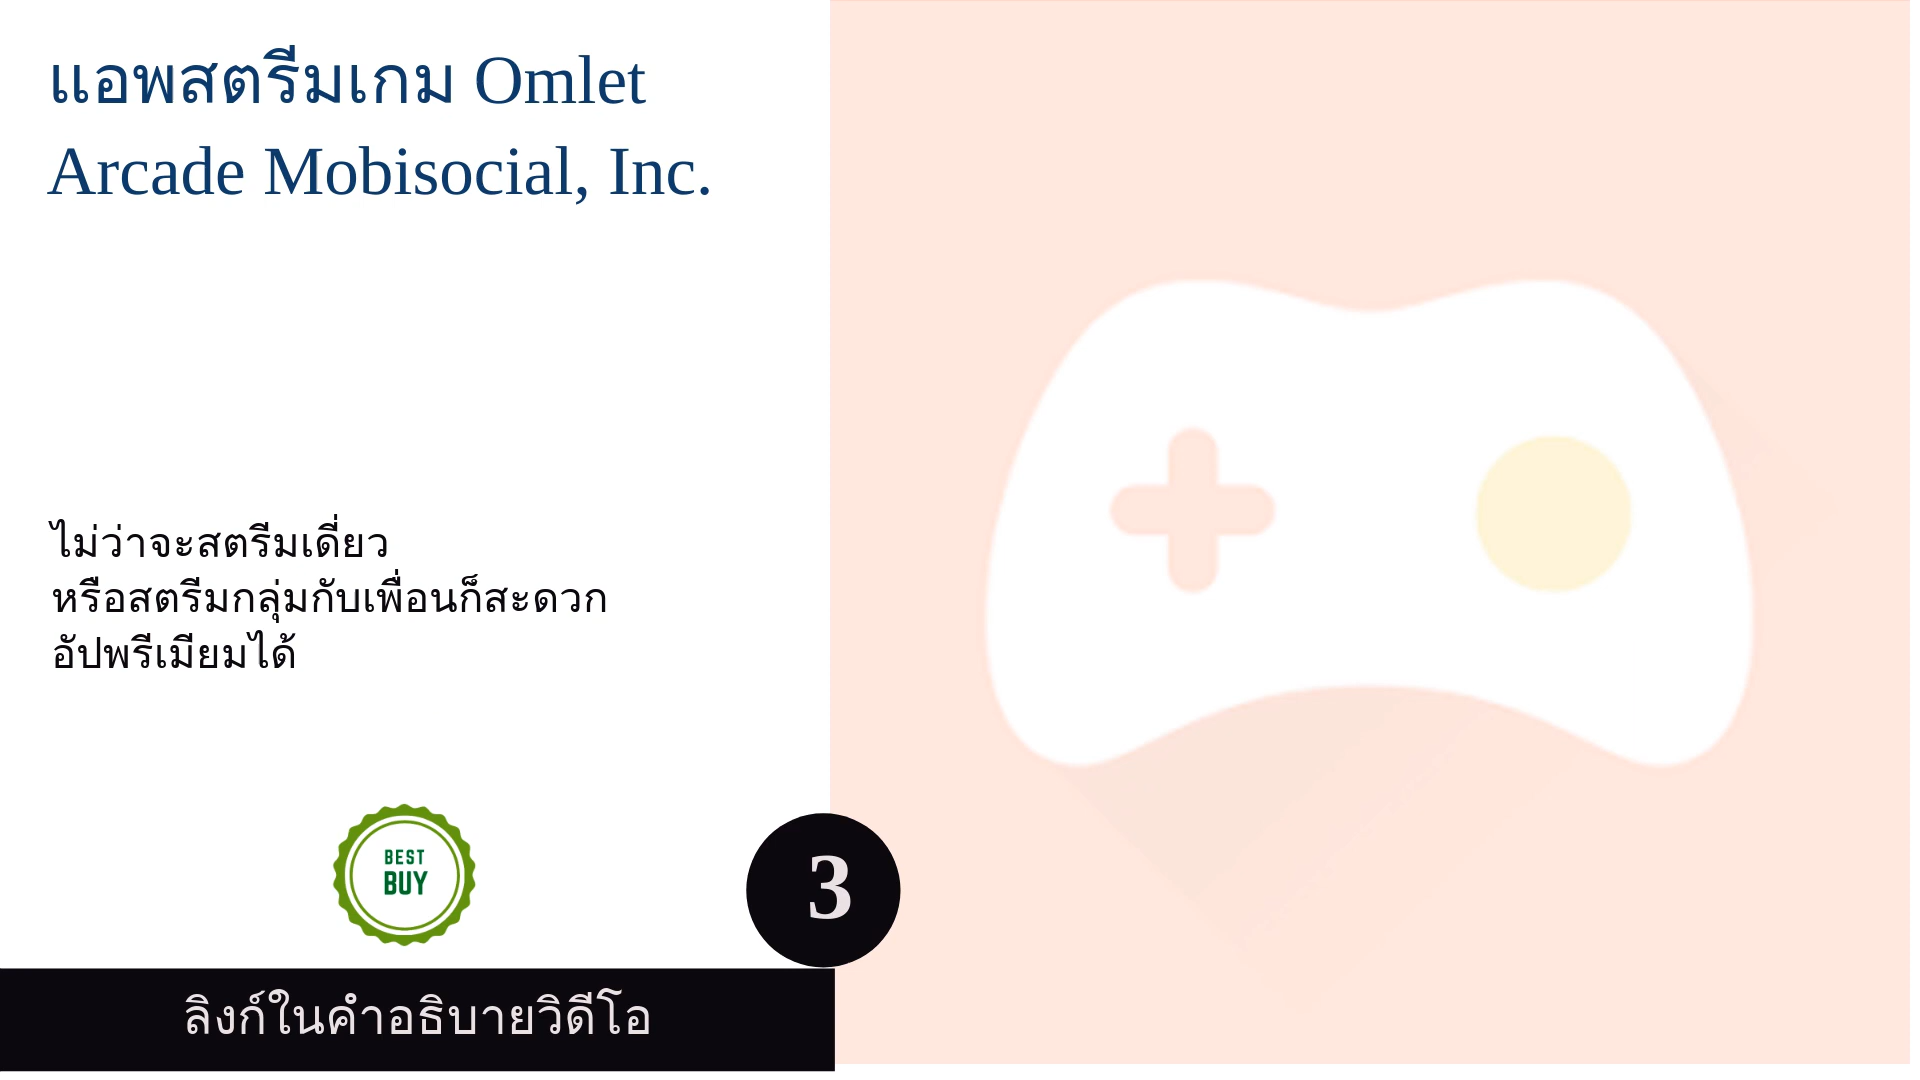 แอพสตรีมเกม Omlet
Arcade Mobisocial, Inc.
ไม่ว่าจะสตรีมเดี่ยว
หรือสตรีมกลุ่มกับเพื่อนก็สะดวก
อัปพรีเมียมได้
BEST
BUY
3
ลิงก์ในคำอธิบายวิดีโอ